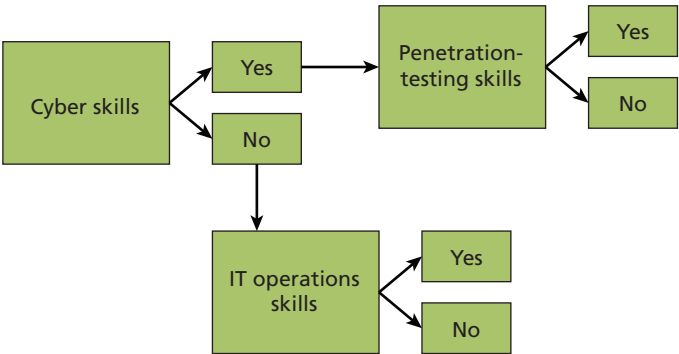 Cyber skills
Yes
No
Penetration-
testing skills
Yes
No
IT operations
skills
Yes
No